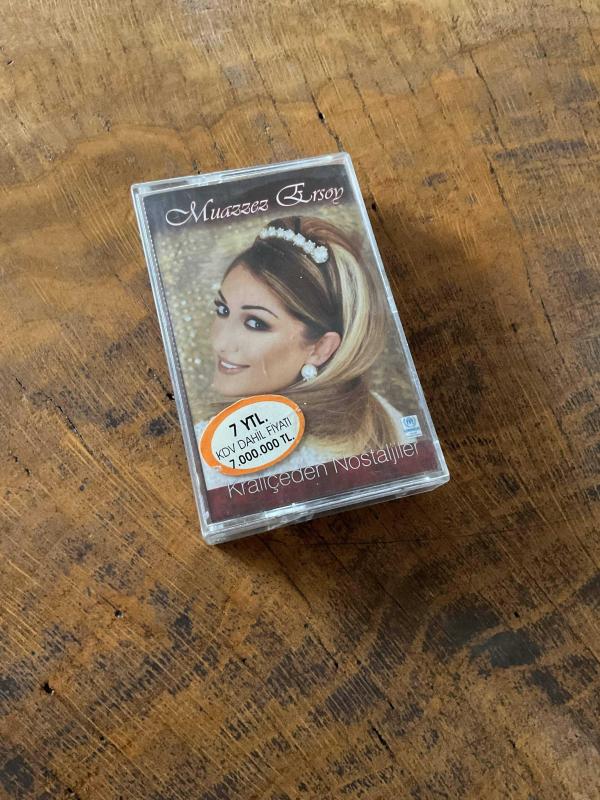 Muazzez Ersoy
7 YTL.
KDV DAHİL FİYATI
7.000.000 TL.
Kraliçeden Nostaljiler